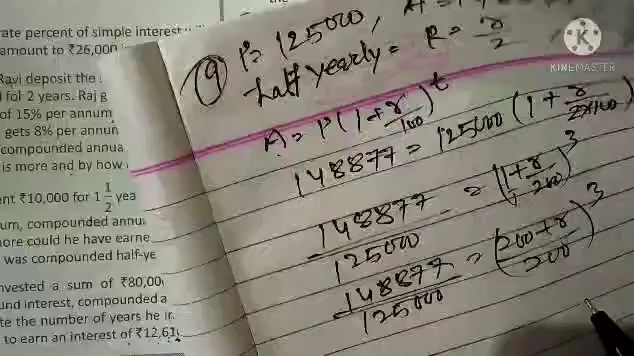 rate percent of simple interest
amount to ₹26,000
Ravi deposit the
for 2 years. Raj g
of 15% per annum
gets 8% per annum
compounded annua
is more and by how
nt ₹10,000 for 1 1/2 yea
um, compounded annu
ore could he have earne
was compounded half-ye
nvested a sum of ₹80,00
und interest, compounded a
te the number of years he in
to earn an interest of ₹12,61
9 P = 125000,
half yearly = R = r/2
A = P(1+r/100)^t
148877 = 125000(1+r/2×100)
148877/125000 = (1+r/200)^3
148877/125000 = (200+r/200)^3
KINEMASTER